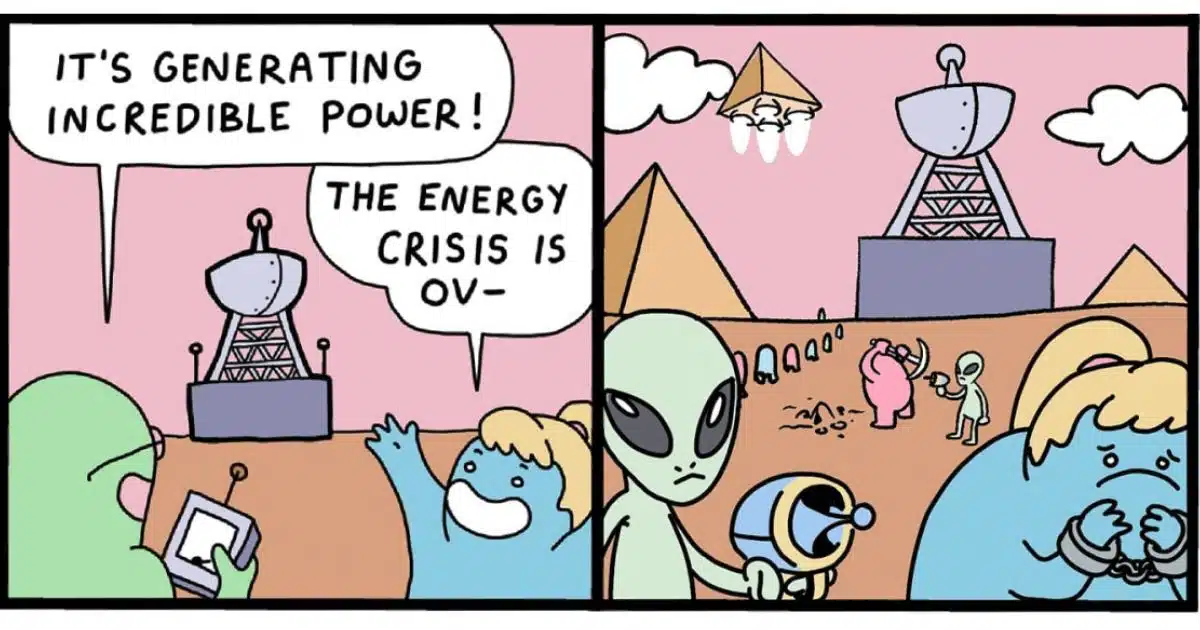 IT'S GENERATING
INCREDIBLE POWER!
THE ENERGY
CRISIS IS
OV-